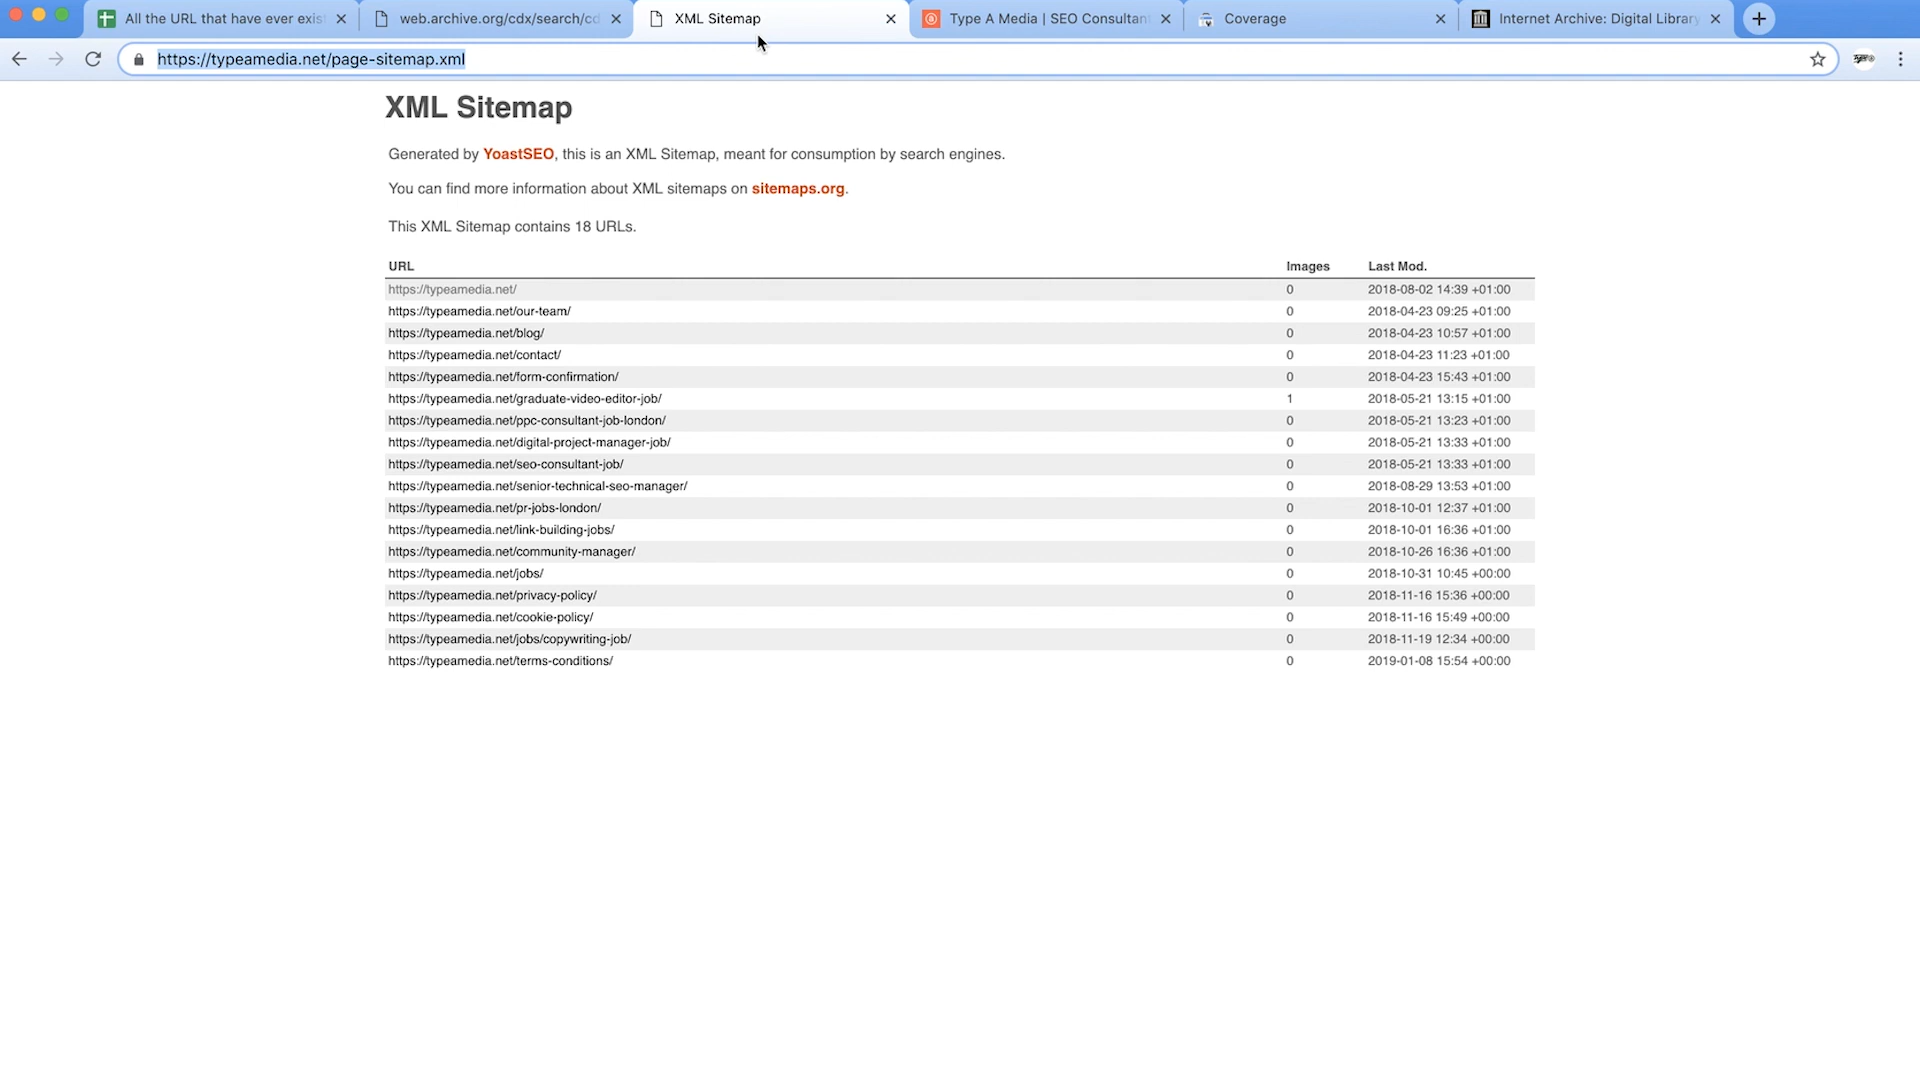 All the URL that have ever exis
web.archive.org/cdx/search/cd
XML Sitemap
Type A Media | SEO Consultant
Coverage
Internet Archive: Digital Library
https://typeamedia.net/page-sitemap.xml
XML Sitemap
Generated by YoastSEO, this is an XML Sitemap, meant for consumption by search engines.
You can find more information about XML sitemaps on sitemaps.org.
This XML Sitemap contains 18 URLs.
URL Images Last Mod.
https://typeamedia.net/ 0 2018-08-02 14:39 +01:00
https://typeamedia.net/our-team/ 0 2018-04-23 09:25 +01:00
https://typeamedia.net/blog/ 0 2018-04-23 10:57 +01:00
https://typeamedia.net/contact/ 0 2018-04-23 11:23 +01:00
https://typeamedia.net/form-confirmation/ 0 2018-04-23 15:43 +01:00
https://typeamedia.net/graduate-video-editor-job/ 1 2018-05-21 13:15 +01:00
https://typeamedia.net/ppc-consultant-job-london/ 0 2018-05-21 13:23 +01:00
https://typeamedia.net/digital-project-manager-job/ 0 2018-05-21 13:33 +01:00
https://typeamedia.net/seo-consultant-job/ 0 2018-05-21 13:33 +01:00
https://typeamedia.net/senior-technical-seo-manager/ 0 2018-08-29 13:53 +01:00
https://typeamedia.net/pr-jobs-london/ 0 2018-10-01 12:37 +01:00
https://typeamedia.net/link-building-jobs/ 0 2018-10-01 16:36 +01:00
https://typeamedia.net/community-manager/ 0 2018-10-26 16:36 +01:00
https://typeamedia.net/jobs/ 0 2018-10-31 10:45 +00:00
https://typeamedia.net/privacy-policy/ 0 2018-11-16 15:36 +00:00
https://typeamedia.net/cookie-policy/ 0 2018-11-16 15:49 +00:00
https://typeamedia.net/jobs/copywriting-job/ 0 2018-11-19 12:34 +00:00
https://typeamedia.net/terms-conditions/ 0 2019-01-08 15:54 +00:00